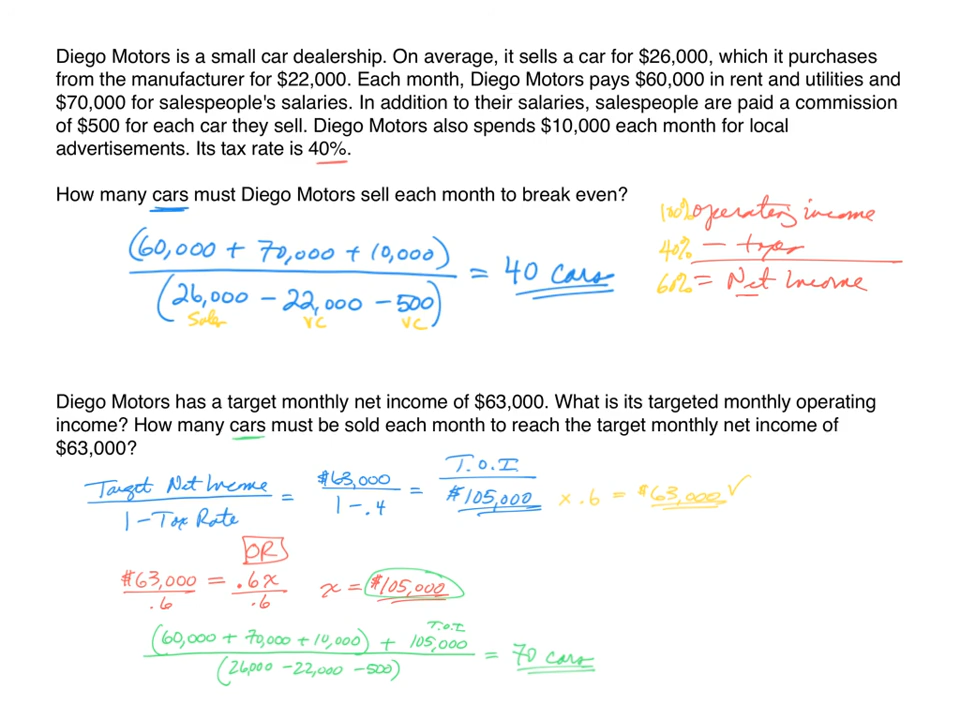 Diego Motors is a small car dealership. On average, it sells a car for $26,000, which it purchases
from the manufacturer for $22,000. Each month, Diego Motors pays $60,000 in rent and utilities and
$70,000 for salespeople's salaries. In addition to their salaries, salespeople are paid a commission
of $500 for each car they sell. Diego Motors also spends $10,000 each month for local
advertisements. Its tax rate is 40%.
How many cars must Diego Motors sell each month to break even?
100% operating income
40% - taxes
60% = Net Income
(60,000 + 70,000 + 10,000)
(26,000 - 22,000 - 500)
= 40 cars
Sales VC VC
Diego Motors has a target monthly net income of $63,000. What is its targeted monthly operating
income? How many cars must be sold each month to reach the target monthly net income of
$63,000?
Target Net Income
1 - Tax Rate
=
$63,000
1 - .4
=
T.O.I
$105,000 x .6 = $63,000 ✓
OR
$63,000 = .6x x = $105,000
.6 .6
T.O.I
(60,000 + 70,000 + 10,000) + 105,000
(26,000 - 22,000 - 500)
= 70 cars